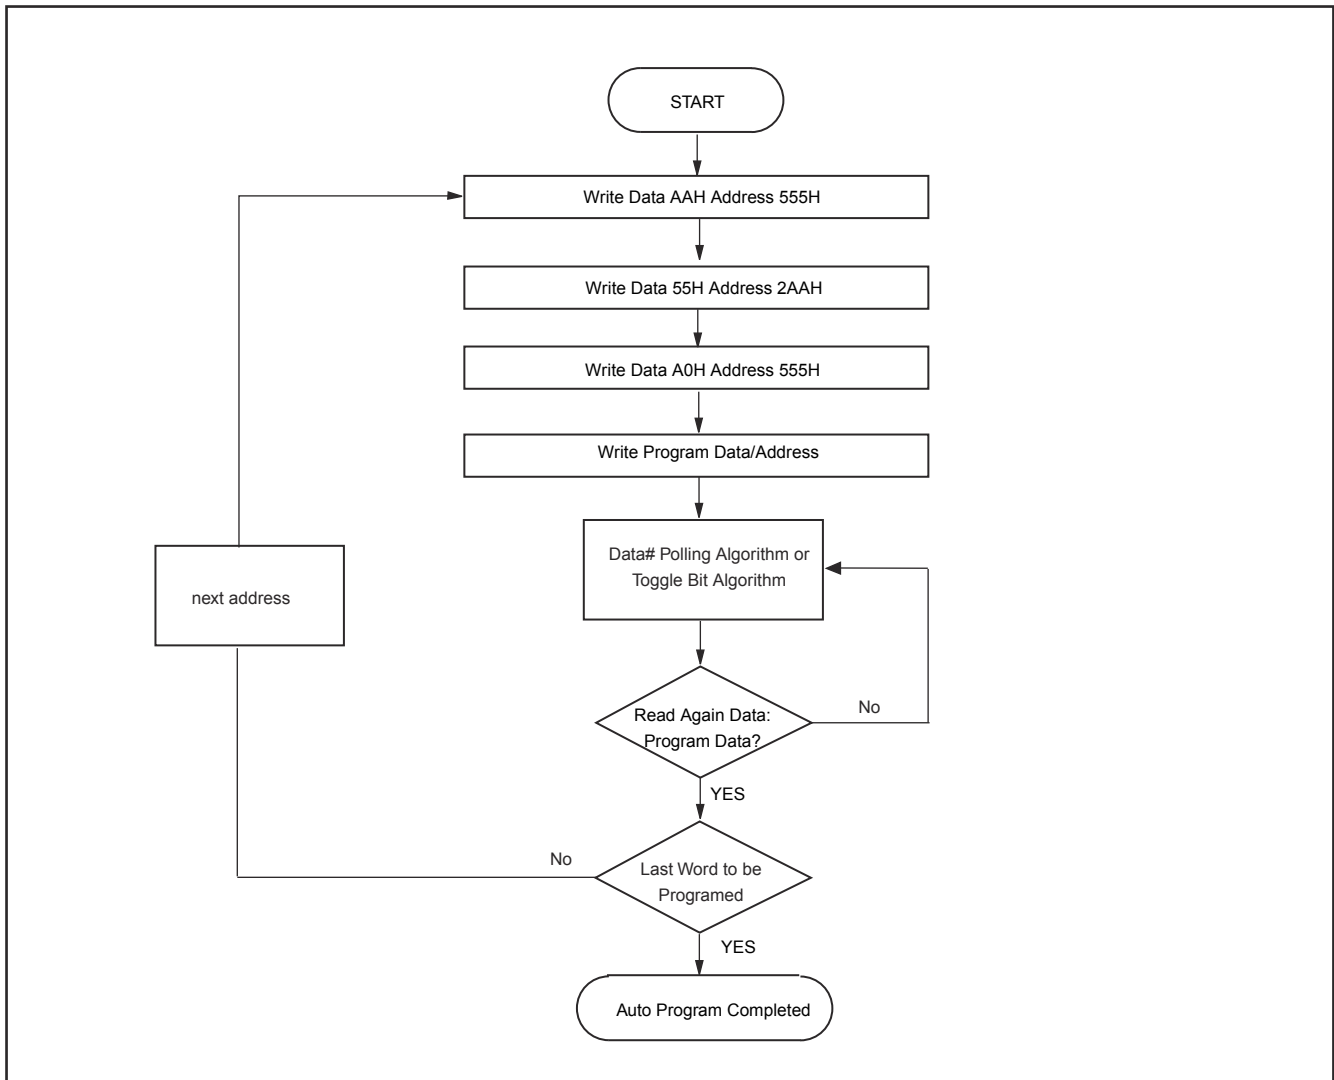 START
Write Data AAH Address 555H
Write Data 55H Address 2AAH
Write Data A0H Address 555H
Write Program Data/Address
Data# Polling Algorithm or
Toggle Bit Algorithm
next address
Read Again Data:
Program Data?
No
YES
No
Last Word to be
Programed
YES
Auto Program Completed